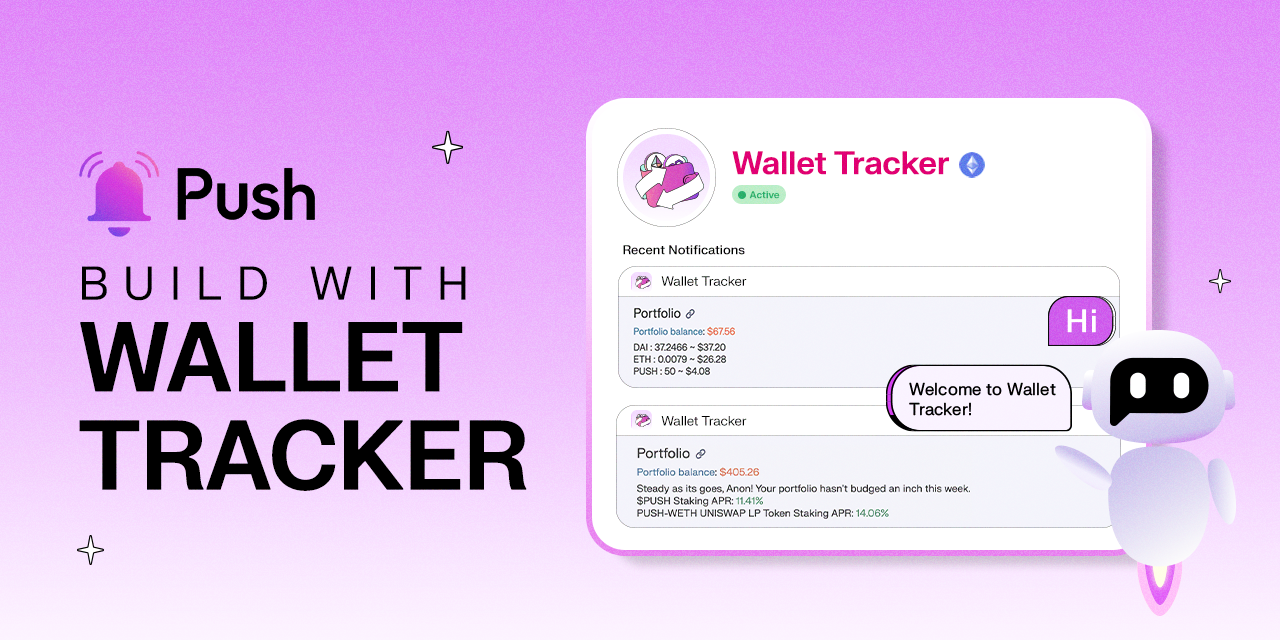 Push
BUILD WITH
WALLET
TRACKER
Wallet Tracker
Active
Recent Notifications
Wallet Tracker
Portfolio
Portfolio balance: $67.56
DAI : 37.2466 ~ $37.20
ETH : 0.0079 ~ $26.28
PUSH : 50 ~ $4.08
Hi
Welcome to Wallet
Tracker!
Wallet Tracker
Portfolio
Portfolio balance: $405.26
Steady as its goes, Anon! Your portfolio hasn't budged an inch this week.
$PUSH Staking APR: 11.41%
PUSH-WETH UNISWAP LP Token Staking APR: 14.06%